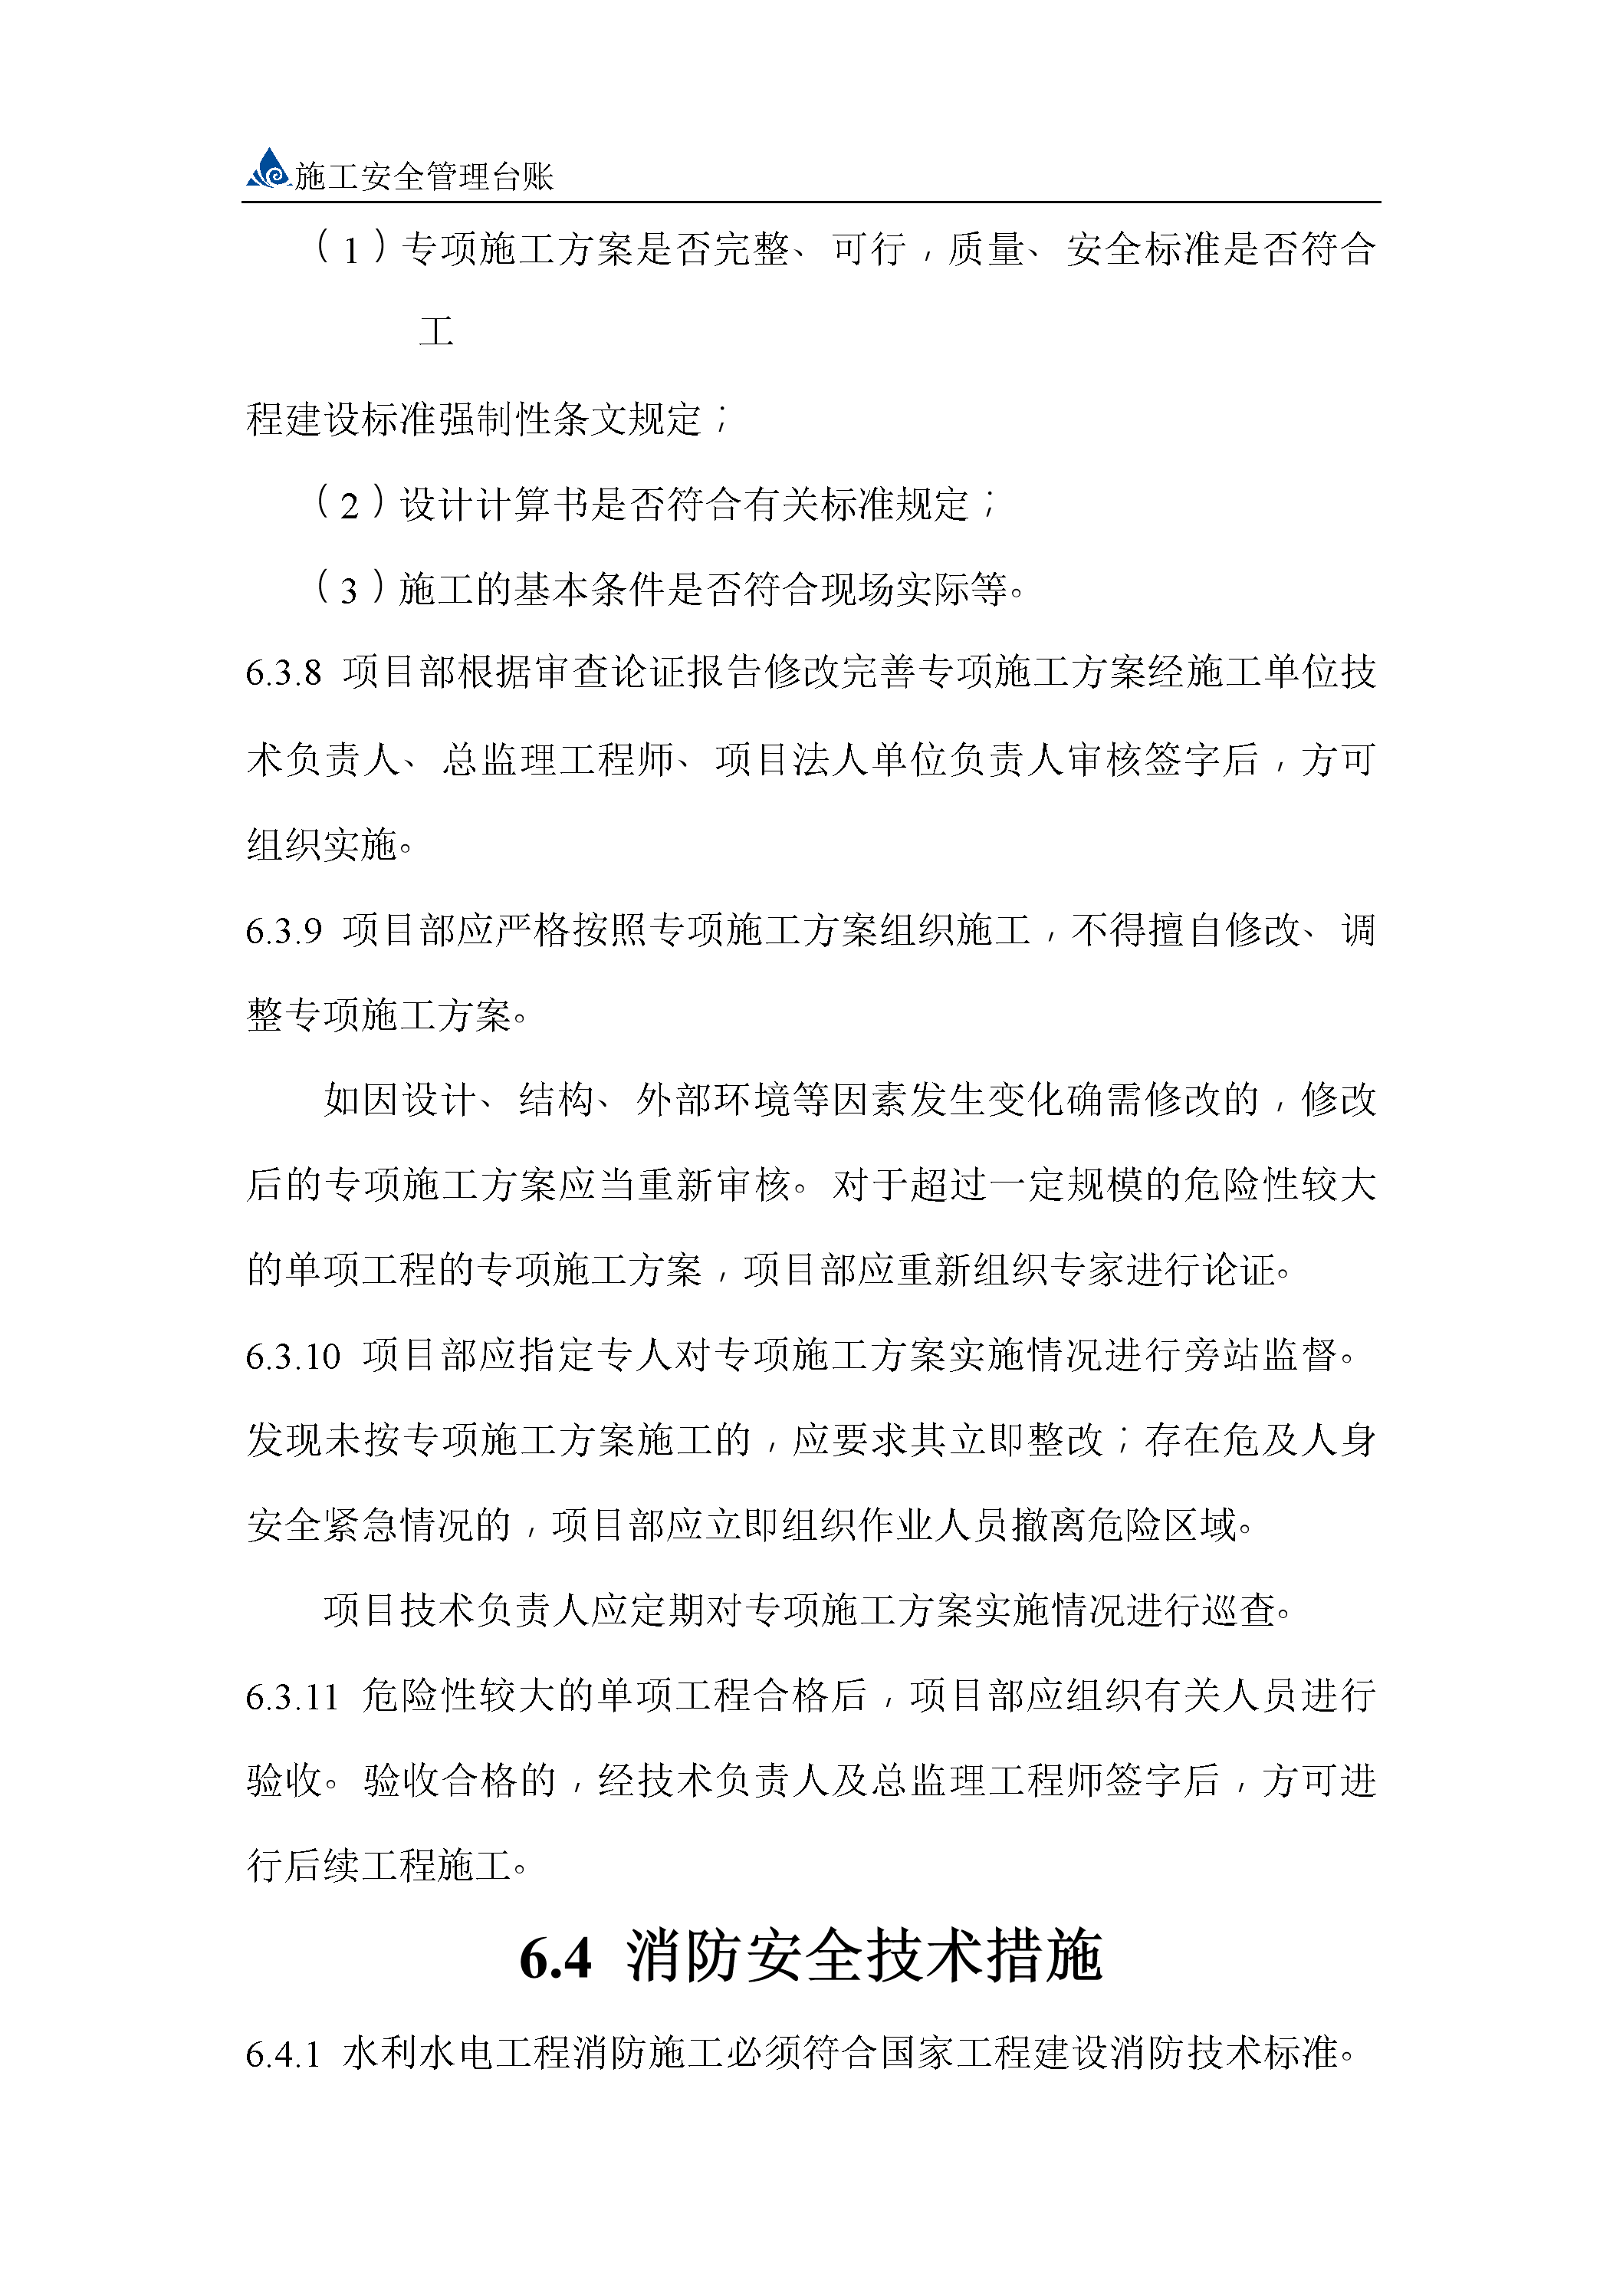 施工安全管理台账
（1）专项施工方案是否完整、可行，质量、安全标准是否符合
工
程建设标准强制性条文规定；
（2）设计计算书是否符合有关标准规定；
（3）施工的基本条件是否符合现场实际等。
6.3.8 项目部根据审查论证报告修改完善专项施工方案经施工单位技
术负责人、总监理工程师、项目法人单位负责人审核签字后，方可
组织实施。
6.3.9 项目部应严格按照专项施工方案组织施工，不得擅自修改、调
整专项施工方案。
如因设计、结构、外部环境等因素发生变化确需修改的，修改
后的专项施工方案应当重新审核。对于超过一定规模的危险性较大
的单项工程的专项施工方案，项目部应重新组织专家进行论证。
6.3.10 项目部应指定专人对专项施工方案实施情况进行旁站监督。
发现未按专项施工方案施工的，应要求其立即整改；存在危及人身
安全紧急情况的，项目部应立即组织作业人员撤离危险区域。
项目技术负责人应定期对专项施工方案实施情况进行巡查。
6.3.11 危险性较大的单项工程合格后，项目部应组织有关人员进行
验收。验收合格的，经技术负责人及总监理工程师签字后，方可进
行后续工程施工。
6.4 消防安全技术措施
6.4.1 水利水电工程消防施工必须符合国家工程建设消防技术标准。